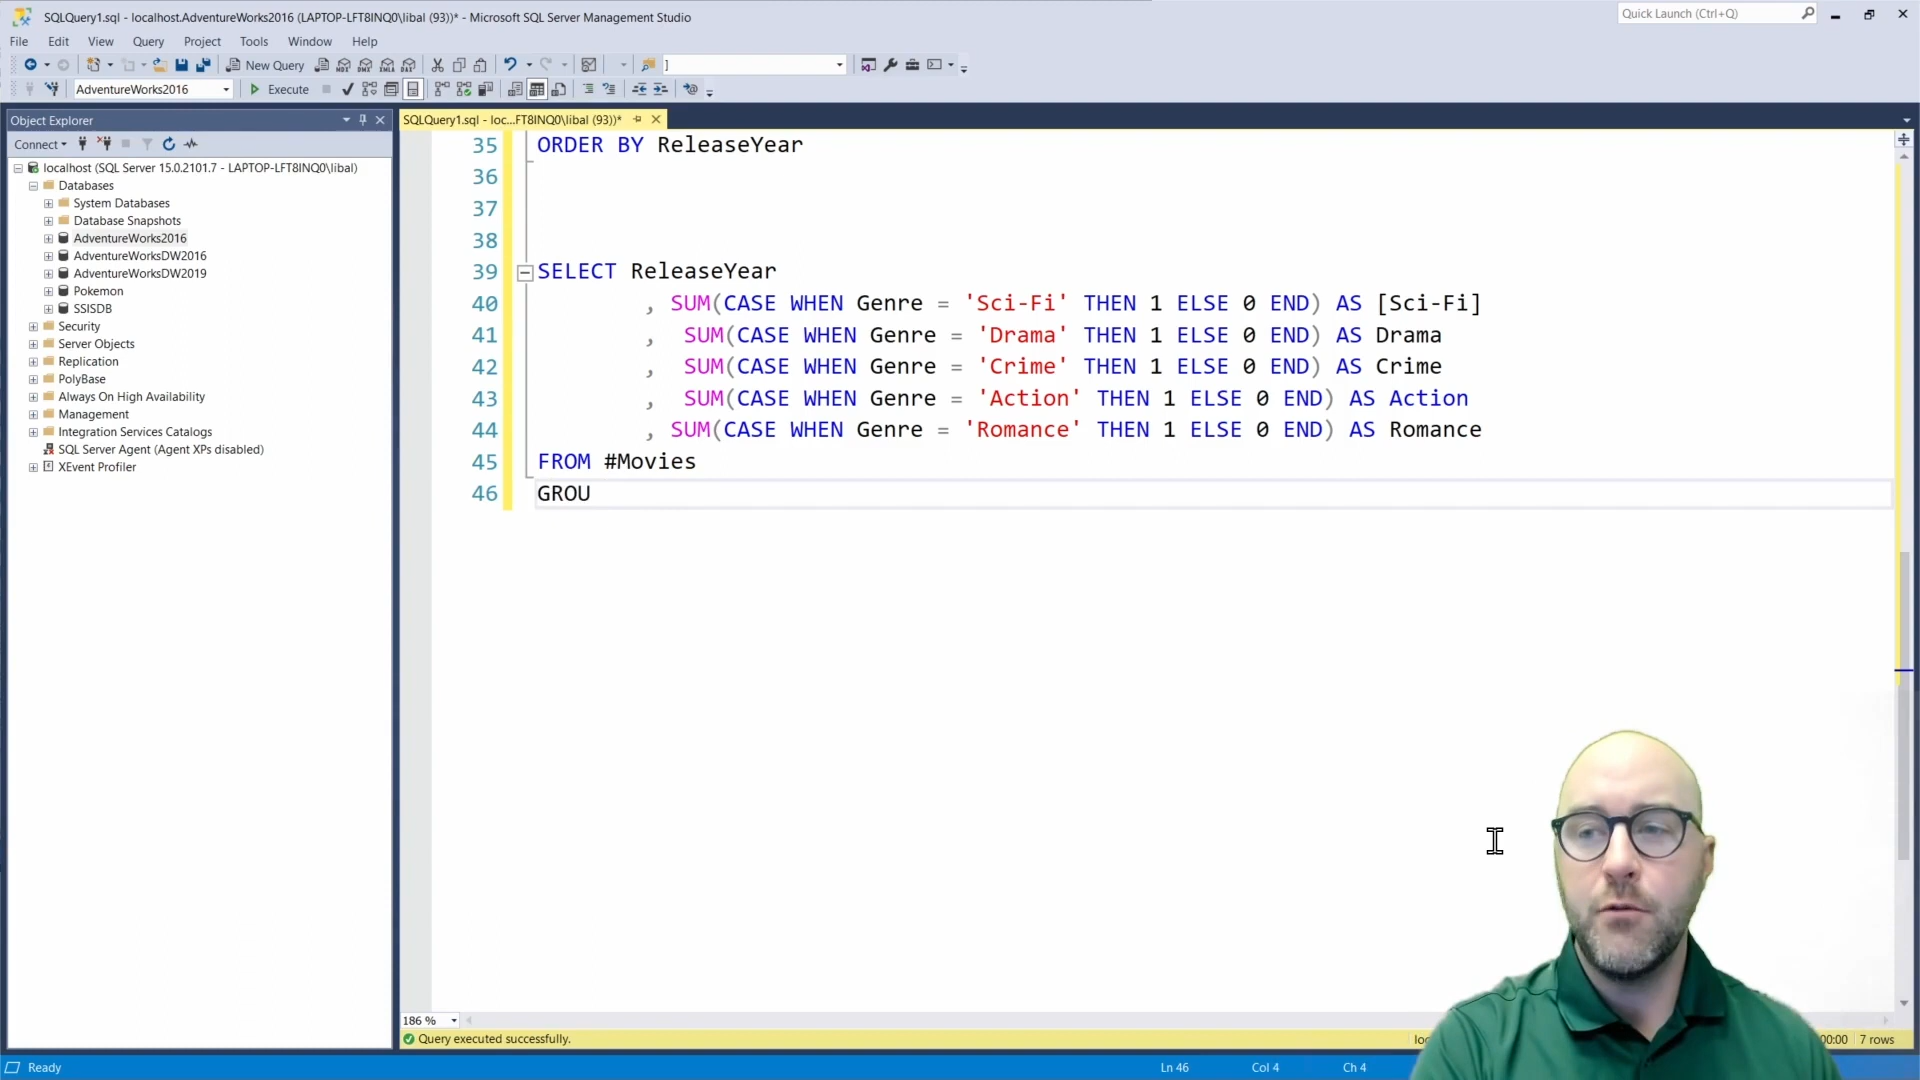 SQLQuery1.sql - localhost.AdventureWorks2016 (LAPTOP-LFT8INQ0\libal (93))* - Microsoft SQL Server Management Studio
Quick Launch (Ctrl+Q)
File Edit View Query Project Tools Window Help
New Query ]
AdventureWorks2016 Execute
Object Explorer
SQLQuery1.sql - loc...FT8INQ0\libal (93))*
Connect
localhost (SQL Server 15.0.2101.7 - LAPTOP-LFT8INQ0\libal)
Databases
System Databases
Database Snapshots
AdventureWorks2016
AdventureWorksDW2016
AdventureWorksDW2019
Pokemon
SSISDB
Security
Server Objects
Replication
PolyBase
Always On High Availability
Management
Integration Services Catalogs
SQL Server Agent (Agent XPs disabled)
XEvent Profiler
35 ORDER BY ReleaseYear
36
37
38
39 SELECT ReleaseYear
40 , SUM(CASE WHEN Genre = 'Sci-Fi' THEN 1 ELSE 0 END) AS [Sci-Fi]
41 , SUM(CASE WHEN Genre = 'Drama' THEN 1 ELSE 0 END) AS Drama
42 , SUM(CASE WHEN Genre = 'Crime' THEN 1 ELSE 0 END) AS Crime
43 , SUM(CASE WHEN Genre = 'Action' THEN 1 ELSE 0 END) AS Action
44 , SUM(CASE WHEN Genre = 'Romance' THEN 1 ELSE 0 END) AS Romance
45 FROM #Movies
46 GROU
186 %
Query executed successfully. loc 00:00 7 rows
Ready Ln 46 Col 4 Ch 4